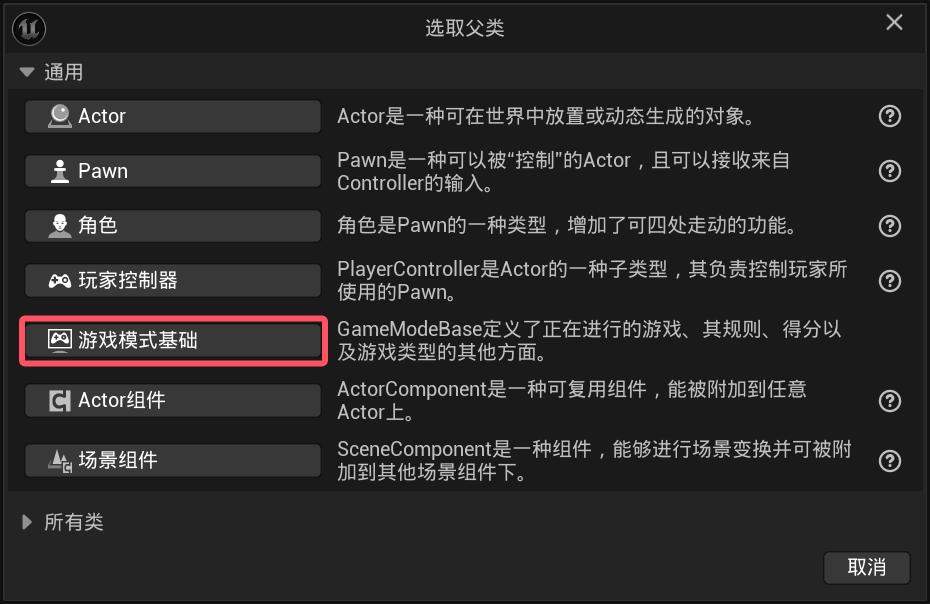 选取父类
通用
Actor
Actor是一种可在世界中放置或动态生成的对象。
Pawn
Pawn是一种可以被“控制”的Actor，且可以接收来自
Controller的输入。
角色
角色是Pawn的一种类型，增加了可四处走动的功能。
玩家控制器
PlayerController是Actor的一种子类型，其负责控制玩家所
使用的Pawn。
游戏模式基础
GameModeBase定义了正在进行的游戏、其规则、得分以
及游戏类型的其他方面。
Actor组件
ActorComponent是一种可复用组件，能被附加到任意
Actor上。
场景组件
SceneComponent是一种组件，能够进行场景变换并可被附
加到其他场景组件下。
所有类
取消